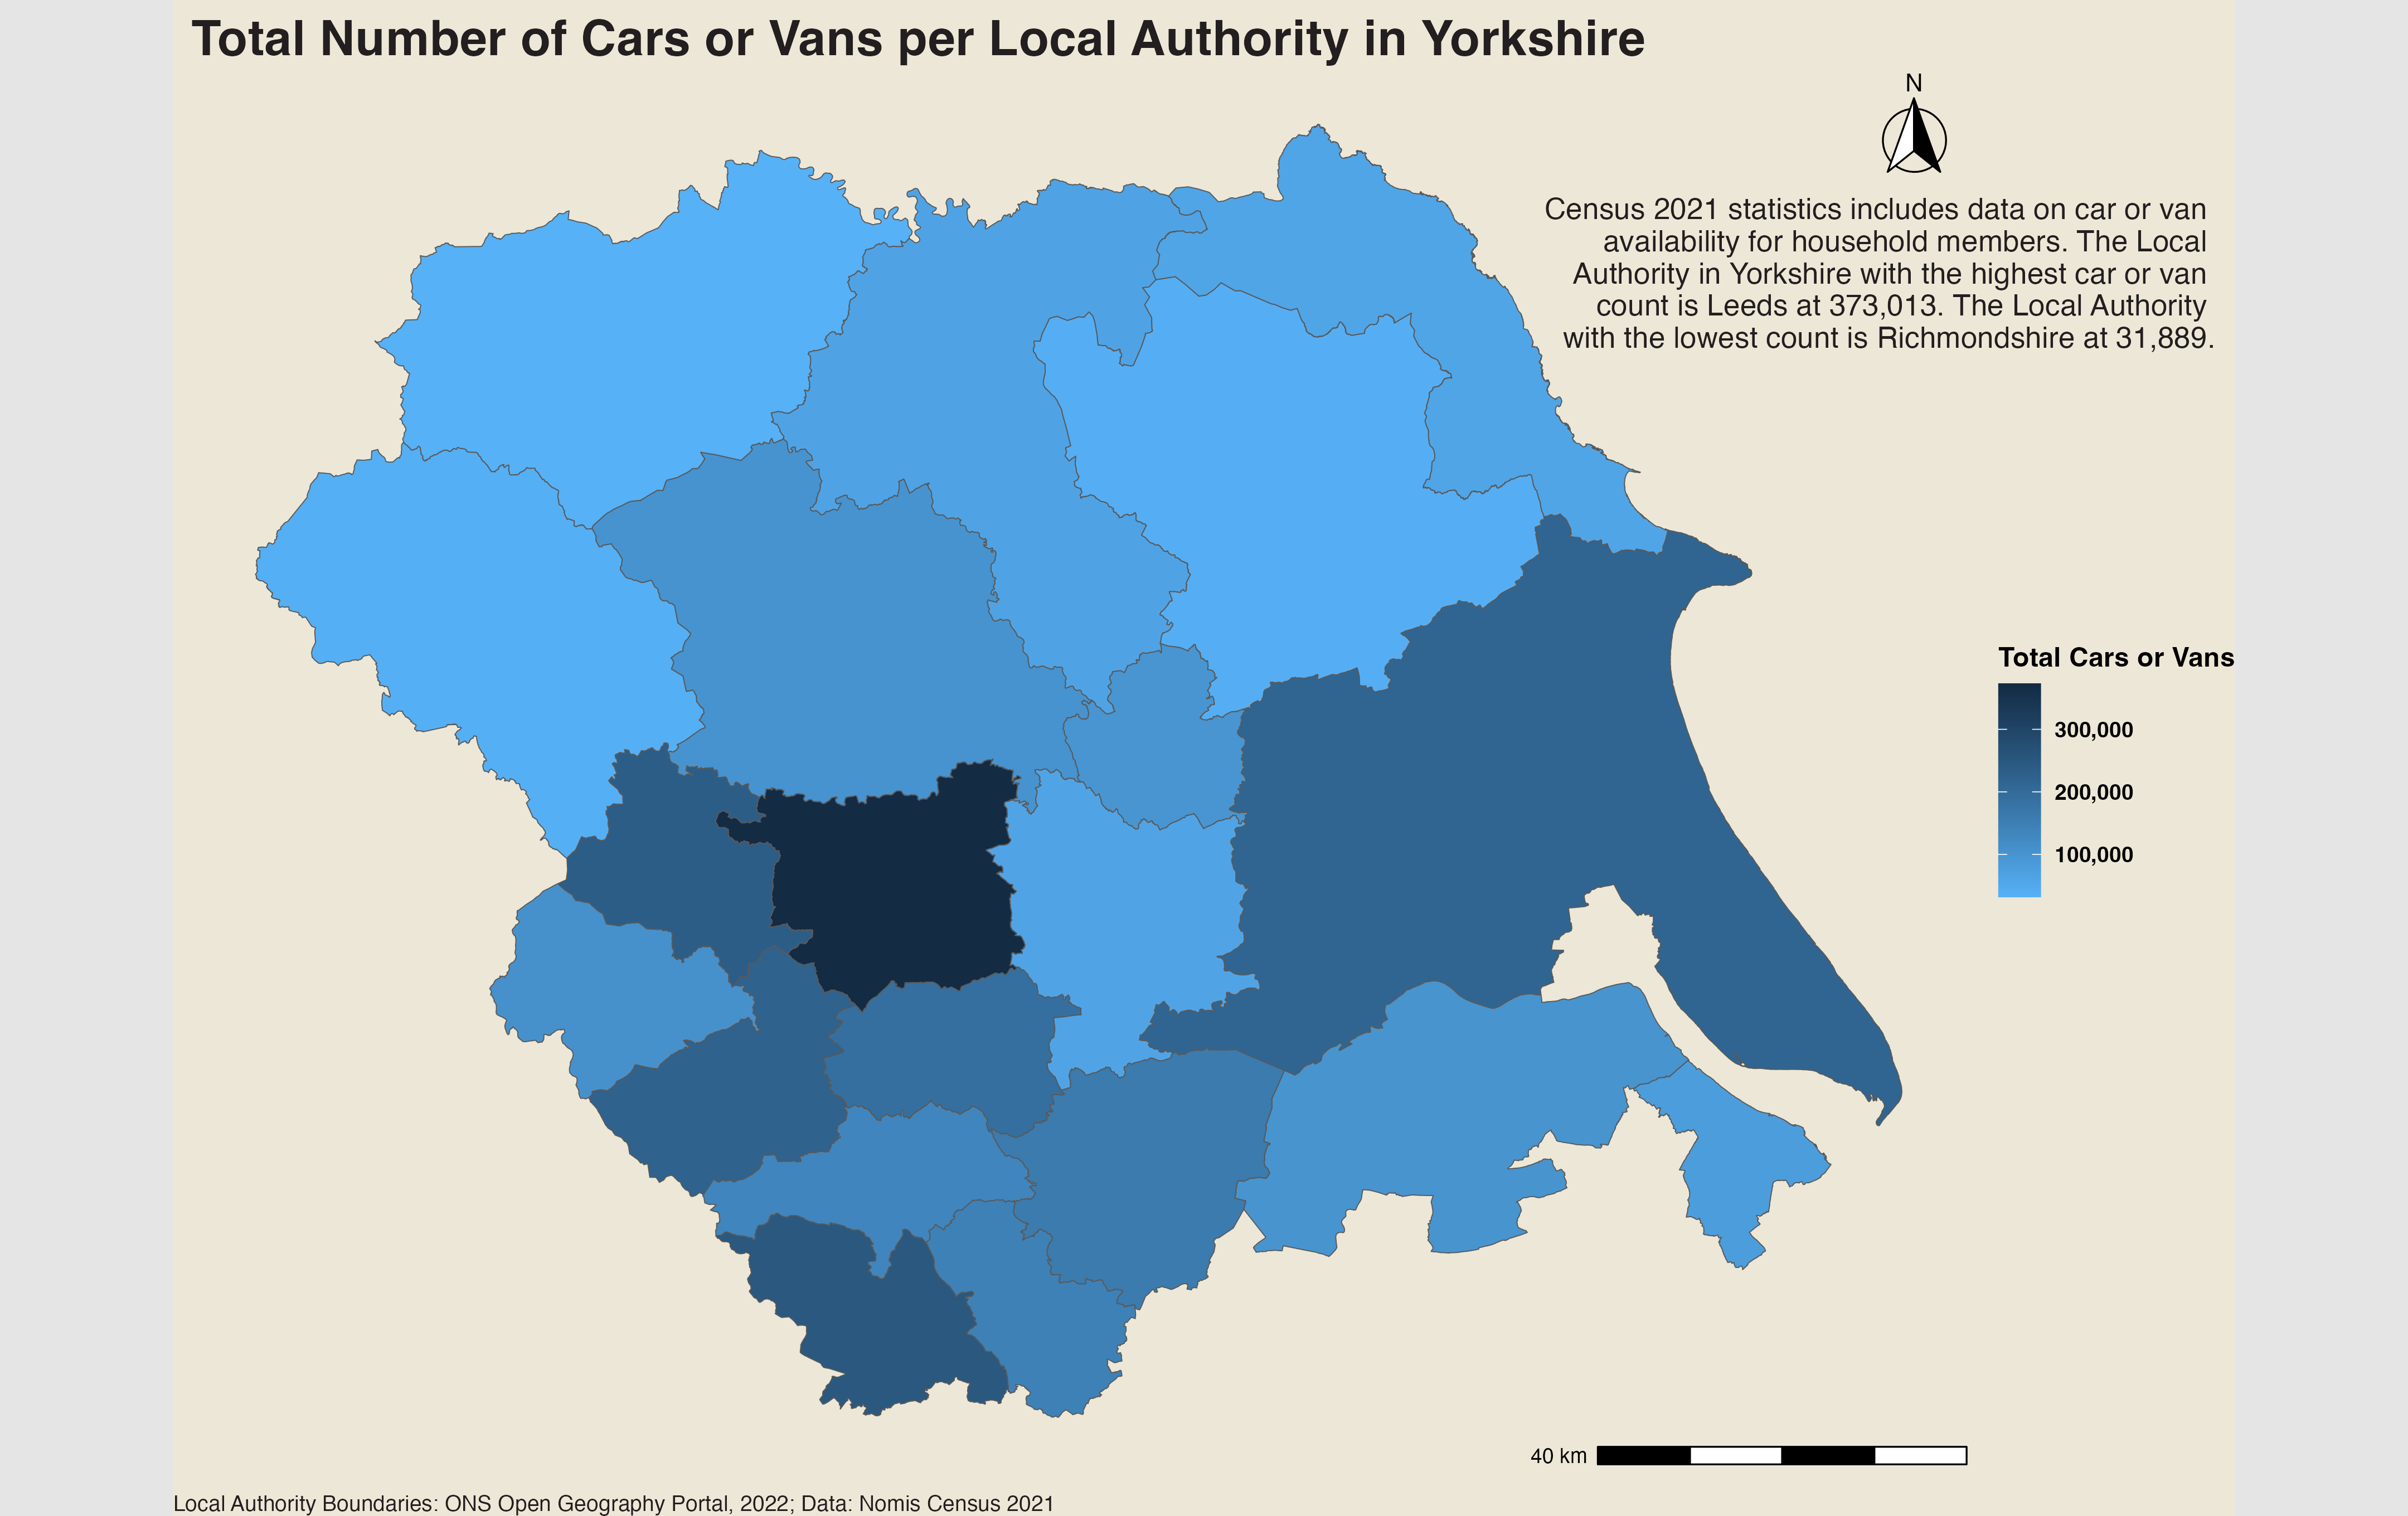 Total Number of Cars or Vans per Local Authority in Yorkshire
N
Census 2021 statistics includes data on car or van
availability for household members. The Local
Authority in Yorkshire with the highest car or van
count is Leeds at 373,013. The Local Authority
with the lowest count is Richmondshire at 31,889.
Total Cars or Vans
300,000
200,000
100,000
40 km
Local Authority Boundaries: ONS Open Geography Portal, 2022; Data: Nomis Census 2021